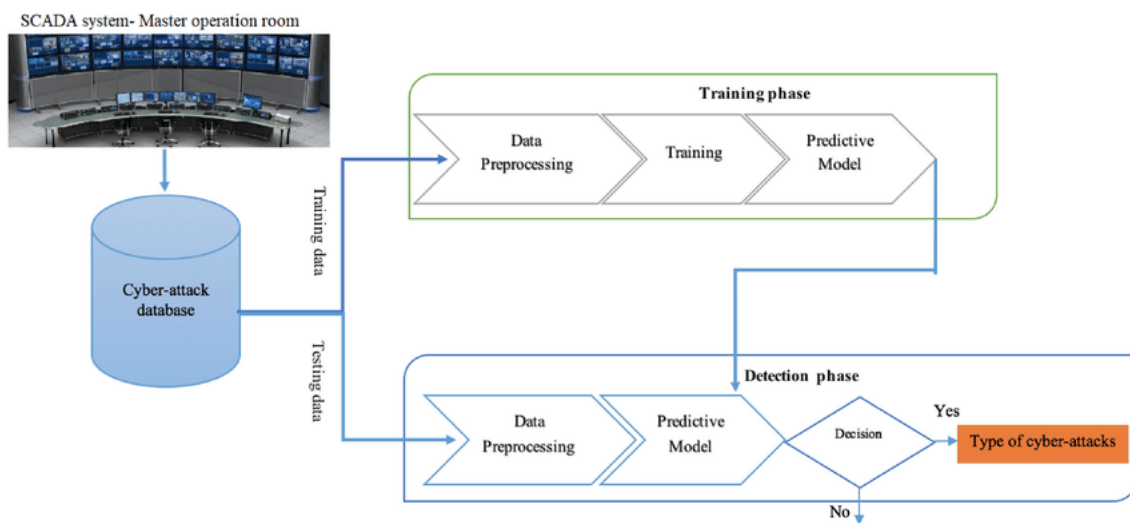 SCADA system- Master operation room
Training phase
Data
Preprocessing
Training
Predictive
Model
Training data
Cyber-attack
database
Testing data
Detection phase
Data
Preprocessing
Predictive
Model
Decision
Yes
Type of cyber-attacks
No